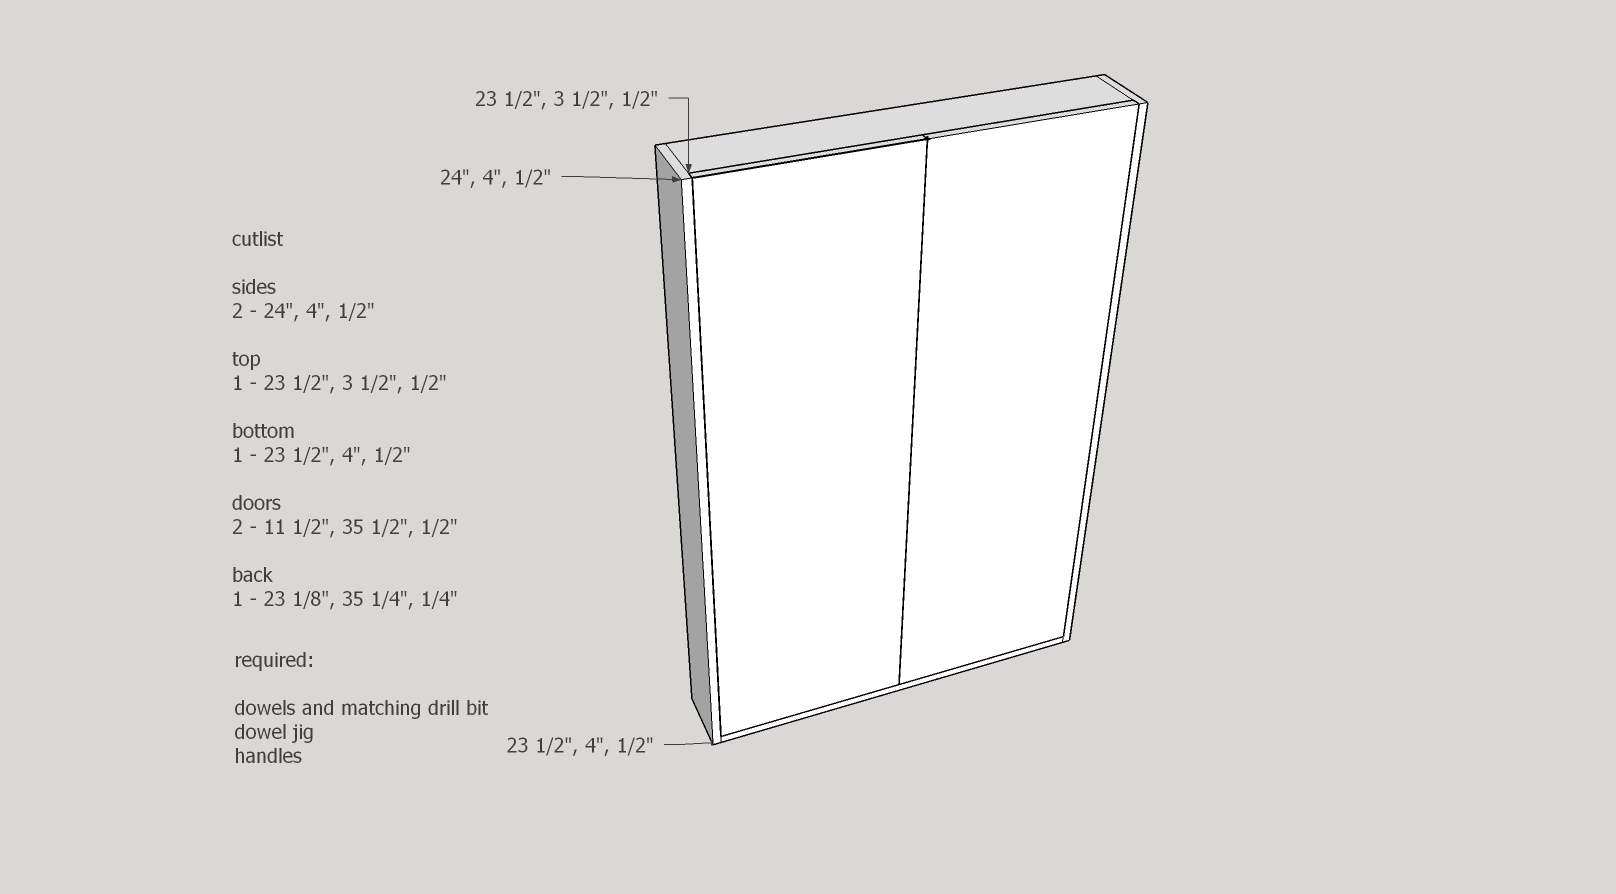 23 1/2", 3 1/2", 1/2"
24", 4", 1/2"
cutlist
sides
2 - 24", 4", 1/2"
top
1 - 23 1/2", 3 1/2", 1/2"
bottom
1 - 23 1/2", 4", 1/2"
doors
2 - 11 1/2", 35 1/2", 1/2"
back
1 - 23 1/8", 35 1/4", 1/4"
required:
dowels and matching drill bit
dowel jig
handles
23 1/2", 4", 1/2"